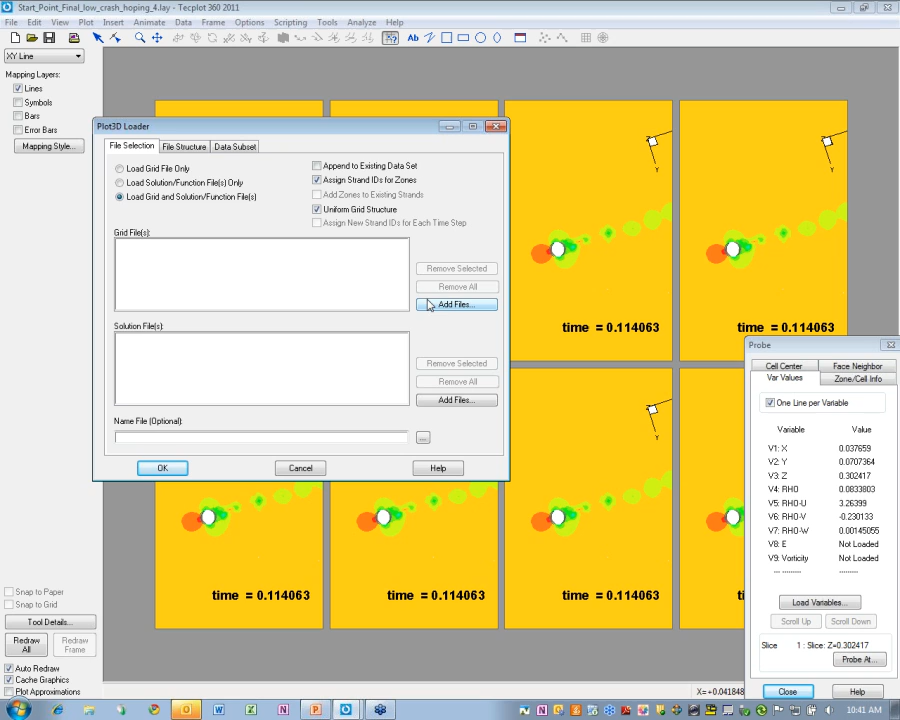 Start_Point_Final_low_crash_hoping_4.lay - Tecplot 360 2011
File Edit View Plot Insert Animate Data Frame Options Scripting Tools Analyze Help
XY Line
Mapping Layers:
Lines
Symbols
Bars
Error Bars
Mapping Style...
Plot3D Loader
File Selection File Structure Data Subset
Load Grid File Only
Load Solution/Function File(s) Only
Load Grid and Solution/Function File(s)
Append to Existing Data Set
Assign Strand IDs for Zones
Add Zones to Existing Strands
Uniform Grid Structure
Assign New Strand IDs for Each Time Step
Grid File(s):
Remove Selected
Remove All
Add Files...
Solution File(s):
Remove Selected
Remove All
Add Files...
Name File (Optional):
...
OK Cancel Help
Y
Y
time = 0.114063
time = 0.114063
Y
time = 0.114063
time = 0.114063
time = 0.114063
ti
Probe
Cell Center Face Neighbor
Var Values Zone/Cell Info
One Line per Variable
Variable Value
V1: X 0.037659
V2: Y 0.0707364
V3: Z 0.302417
V4: RHO 0.0833803
V5: RHO-U 3.26399
V6: RHO-V -0.230133
V7: RHO-W 0.00145055
V8: E Not Loaded
V9: Vorticity Not Loaded
--- --------- ---------
Load Variables...
Scroll Up Scroll Down
Slice 1 : Slice: Z=0.302417
Probe At...
Close Help
Snap to Paper
Snap to Grid
Tool Details...
Redraw All
Redraw Frame
Auto Redraw
Cache Graphics
Plot Approximations
X=+0.041848
10:41 AM